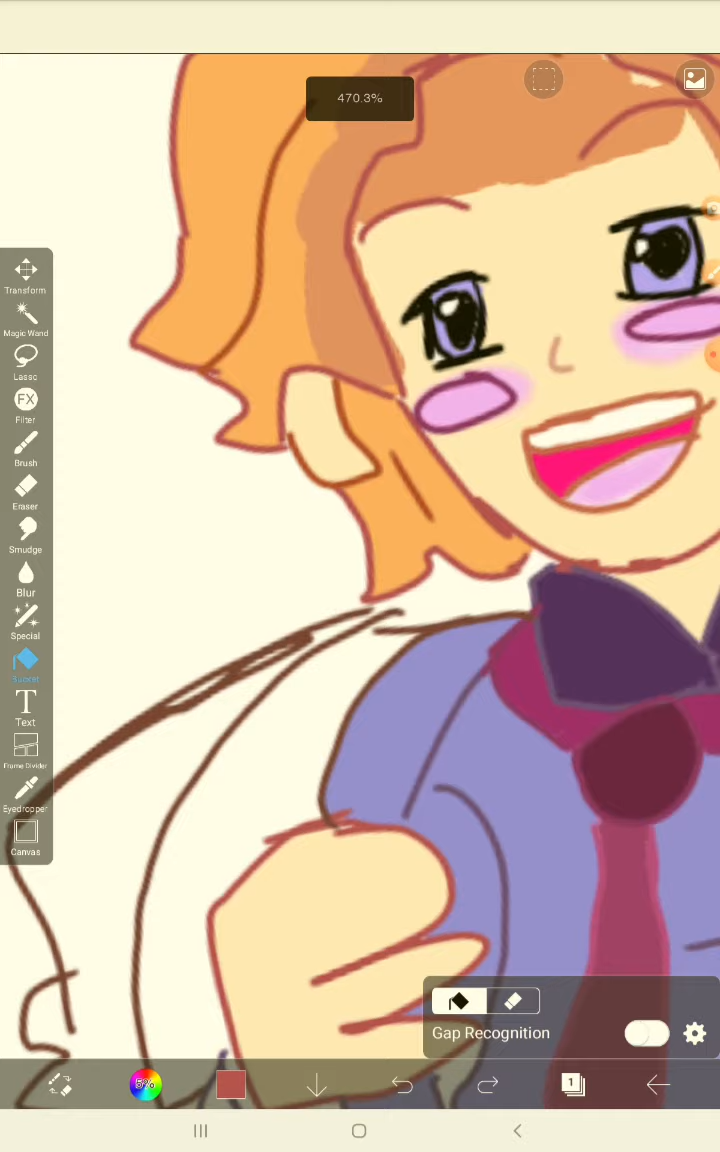 470.3%
Transform
Magic Wand
Lasso
FX
Filter
Brush
Eraser
Smudge
Blur
Special
Bucket
T
Text
Frame Divider
Eyedropper
Canvas
Gap Recognition
5%
1